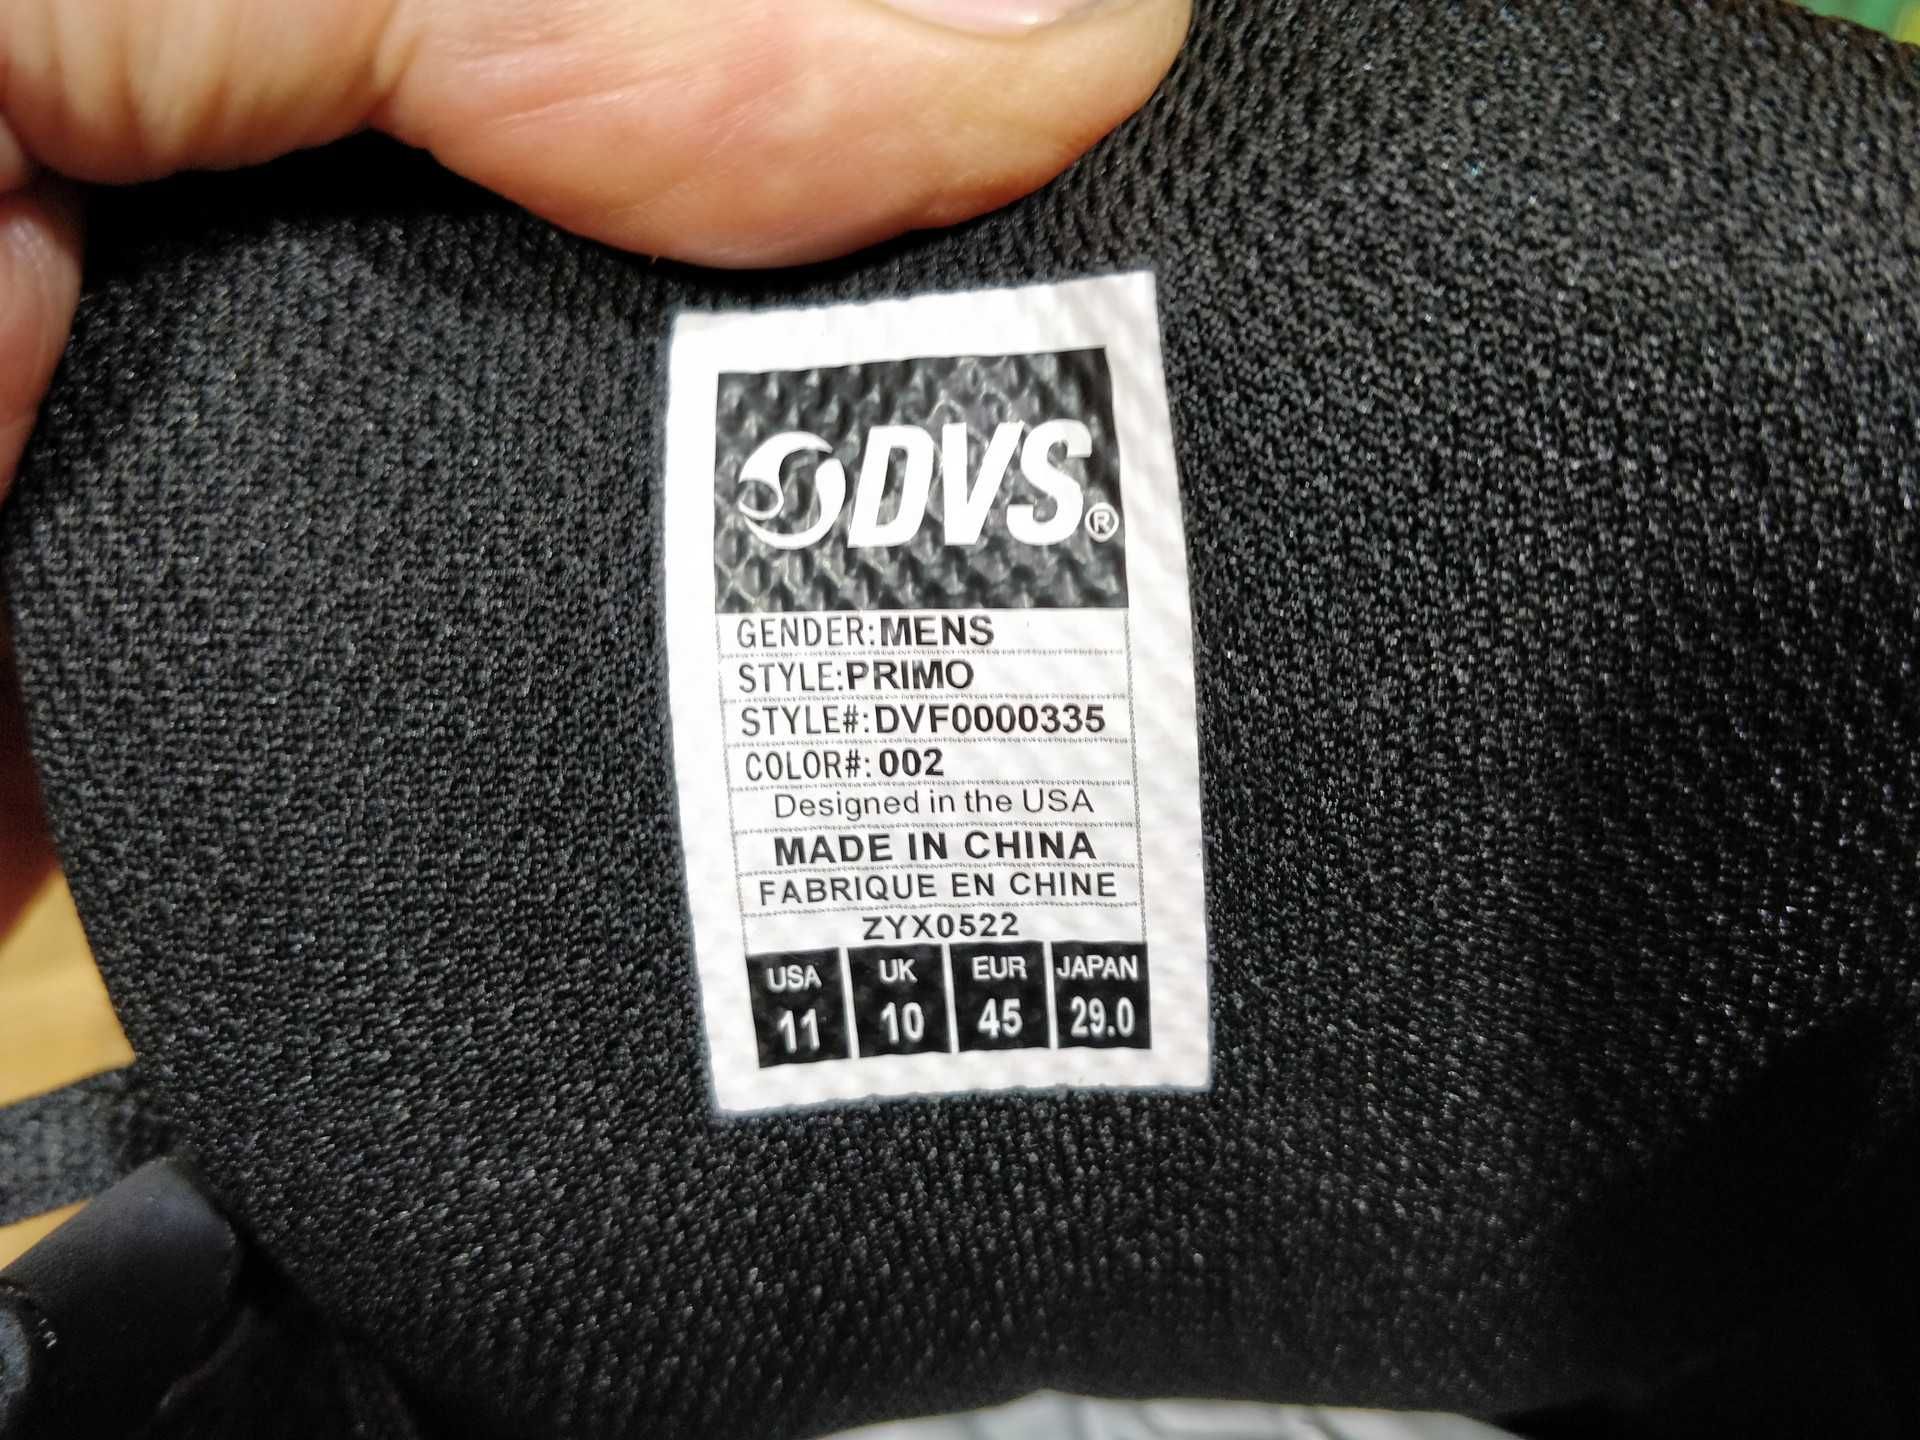 DVS®
GENDER:MENS
STYLE:PRIMO
STYLE#:DVF0000335
COLOR#:002
Designed in the USA
MADE IN CHINA
FABRIQUE EN CHINE
ZYX0522
USA UK EUR JAPAN
11 10 45 29.0